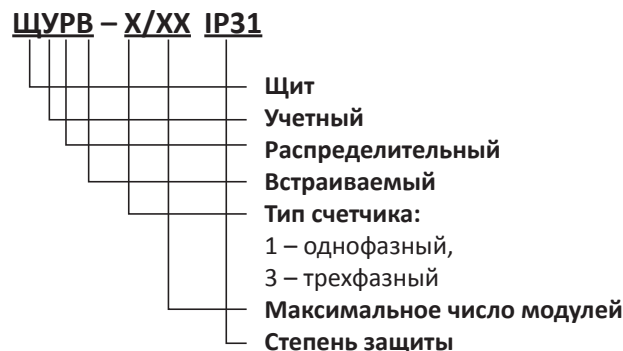 ЩУРВ – Х/ХХ IP31
Щит
Учетный
Распределительный
Встраиваемый
Тип счетчика:
1 – однофазный,
3 – трехфазный
Максимальное число модулей
Степень защиты